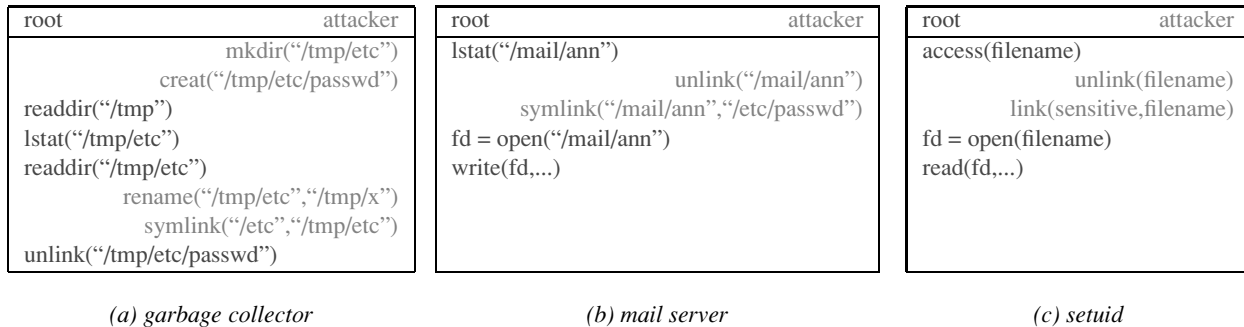 root attacker
mkdir(“/tmp/etc”)
creat(“/tmp/etc/passwd”)
readdir(“/tmp”)
lstat(“/tmp/etc”)
readdir(“/tmp/etc”)
rename(“/tmp/etc”,“/tmp/x”)
symlink(“/etc”,“/tmp/etc”)
unlink(“/tmp/etc/passwd”)
(a) garbage collector
root attacker
lstat(“/mail/ann”)
unlink(“/mail/ann”)
symlink(“/mail/ann”,“/etc/passwd”)
fd = open(“/mail/ann”)
write(fd,...)
(b) mail server
root attacker
access(filename)
unlink(filename)
link(sensitive,filename)
fd = open(filename)
read(fd,...)
(c) setuid